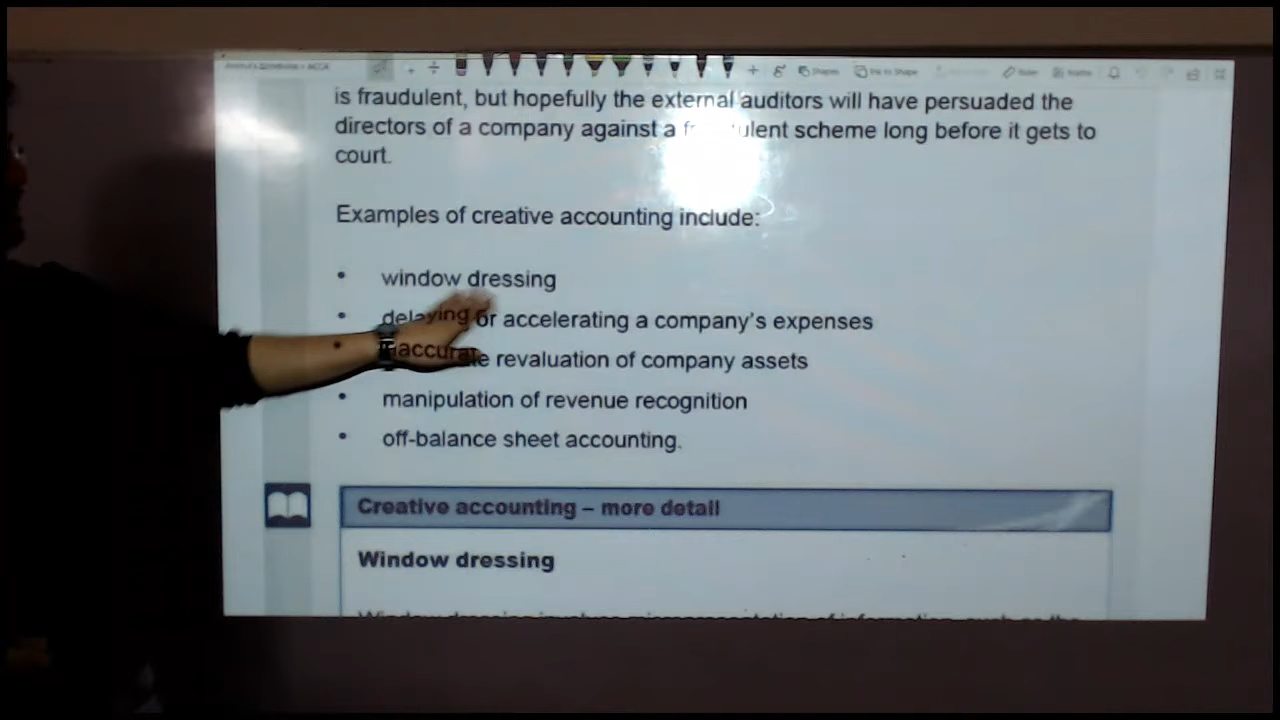 is fraudulent, but hopefully the external auditors will have persuaded the
directors of a company against a scheme long before it gets to
court.
Examples of creative accounting include:
• window dressing
• delaying or accelerating a company's expenses
inaccurate revaluation of company assets
• manipulation of revenue recognition
• off-balance sheet accounting.
Creative accounting – more detail
Window dressing